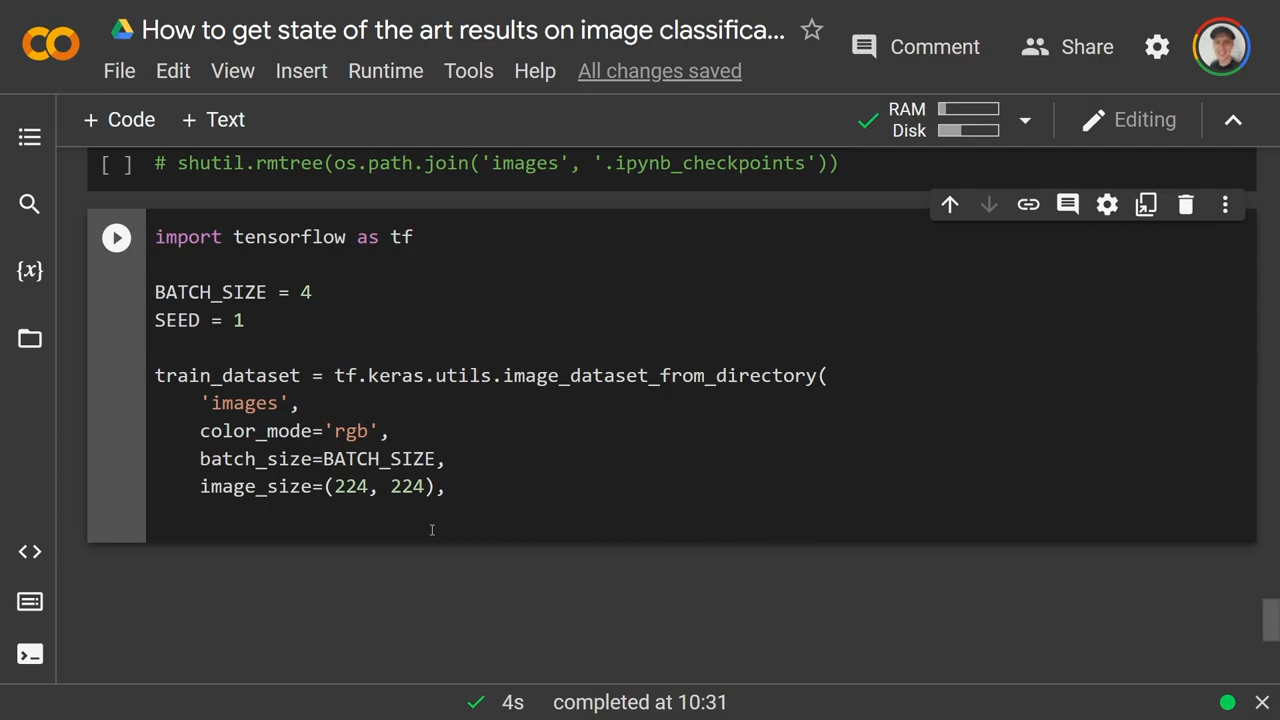 How to get state of the art results on image classifica...
Comment
Share
File Edit View Insert Runtime Tools Help All changes saved
+ Code + Text
RAM
Disk
Editing
[ ] # shutil.rmtree(os.path.join('images', '.ipynb_checkpoints'))
{x}
import tensorflow as tf
BATCH_SIZE = 4
SEED = 1
train_dataset = tf.keras.utils.image_dataset_from_directory(
'images',
color_mode='rgb',
batch_size=BATCH_SIZE,
image_size=(224, 224),
4s completed at 10:31